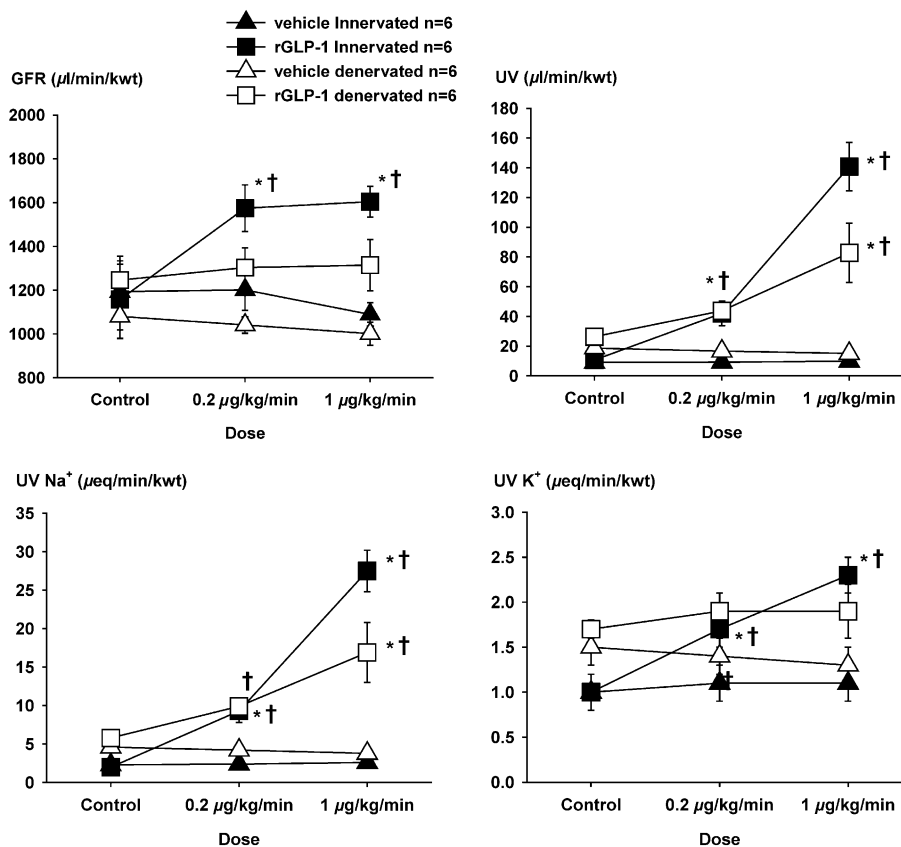 vehicle Innervated n=6
rGLP-1 Innervated n=6
vehicle denervated n=6
rGLP-1 denervated n=6
GFR (µl/min/kwt)
2000
1800
1600
1400
1200
1000
800
* †
* †
Control
0.2 µg/kg/min
1 µg/kg/min
Dose
UV (µl/min/kwt)
180
160
140
120
100
80
60
40
20
0
* †
* †
* †
Control
0.2 µg/kg/min
1 µg/kg/min
Dose
UV Na+ (µeq/min/kwt)
35
30
25
20
15
10
5
0
* †
* †
†
* †
Control
0.2 µg/kg/min
1 µg/kg/min
Dose
UV K+ (µeq/min/kwt)
3.0
2.5
2.0
1.5
1.0
0.5
0.0
* †
* †
†
Control
0.2 µg/kg/min
1 µg/kg/min
Dose